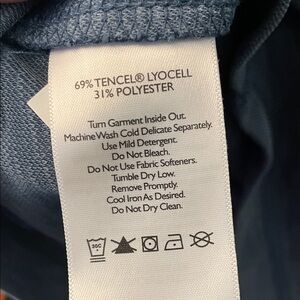 69% TENCEL® LYOCELL
31% POLYESTER
Turn Garment Inside Out.
Machine Wash Cold Delicate Separately.
Use Mild Detergent.
Do Not Bleach.
Do Not Use Fabric Softeners.
Tumble Dry Low.
Remove Promptly.
Cool Iron As Desired.
Do Not Dry Clean.
30C